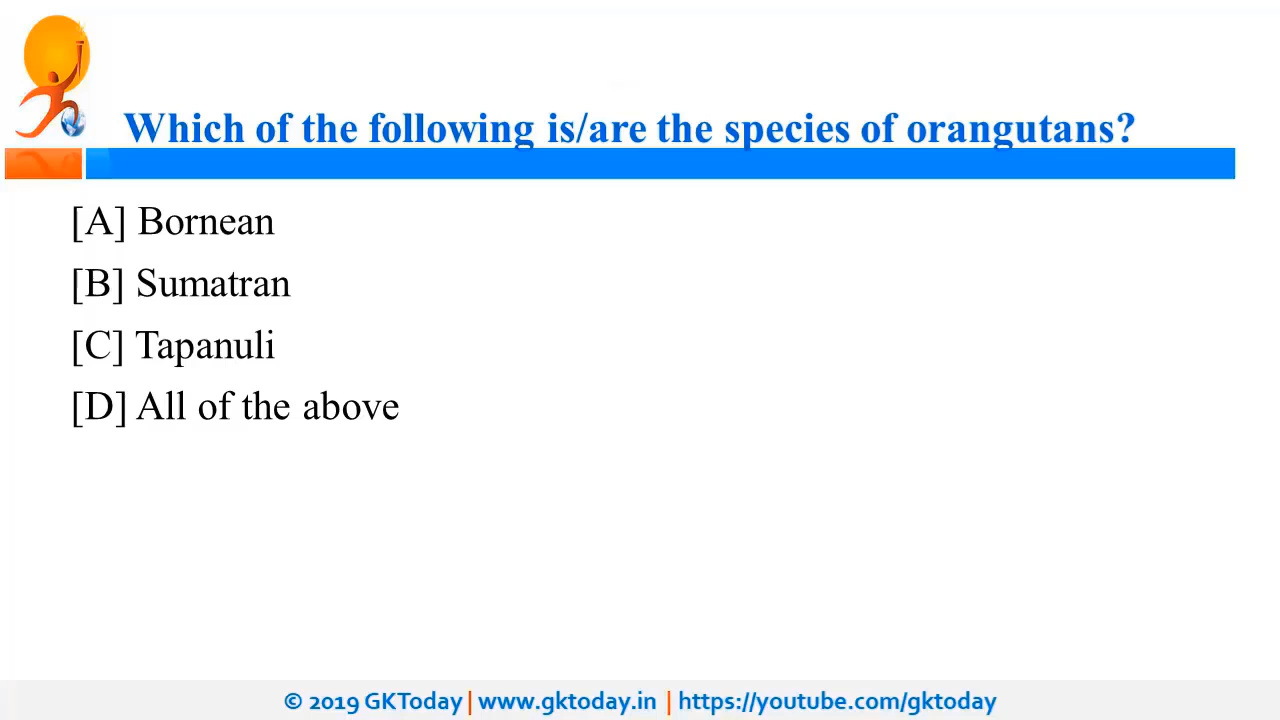 Which of the following is/are the species of orangutans?
[A] Bornean
[B] Sumatran
[C] Tapanuli
[D] All of the above
© 2019 GKToday | www.gktoday.in | https://youtube.com/gktoday